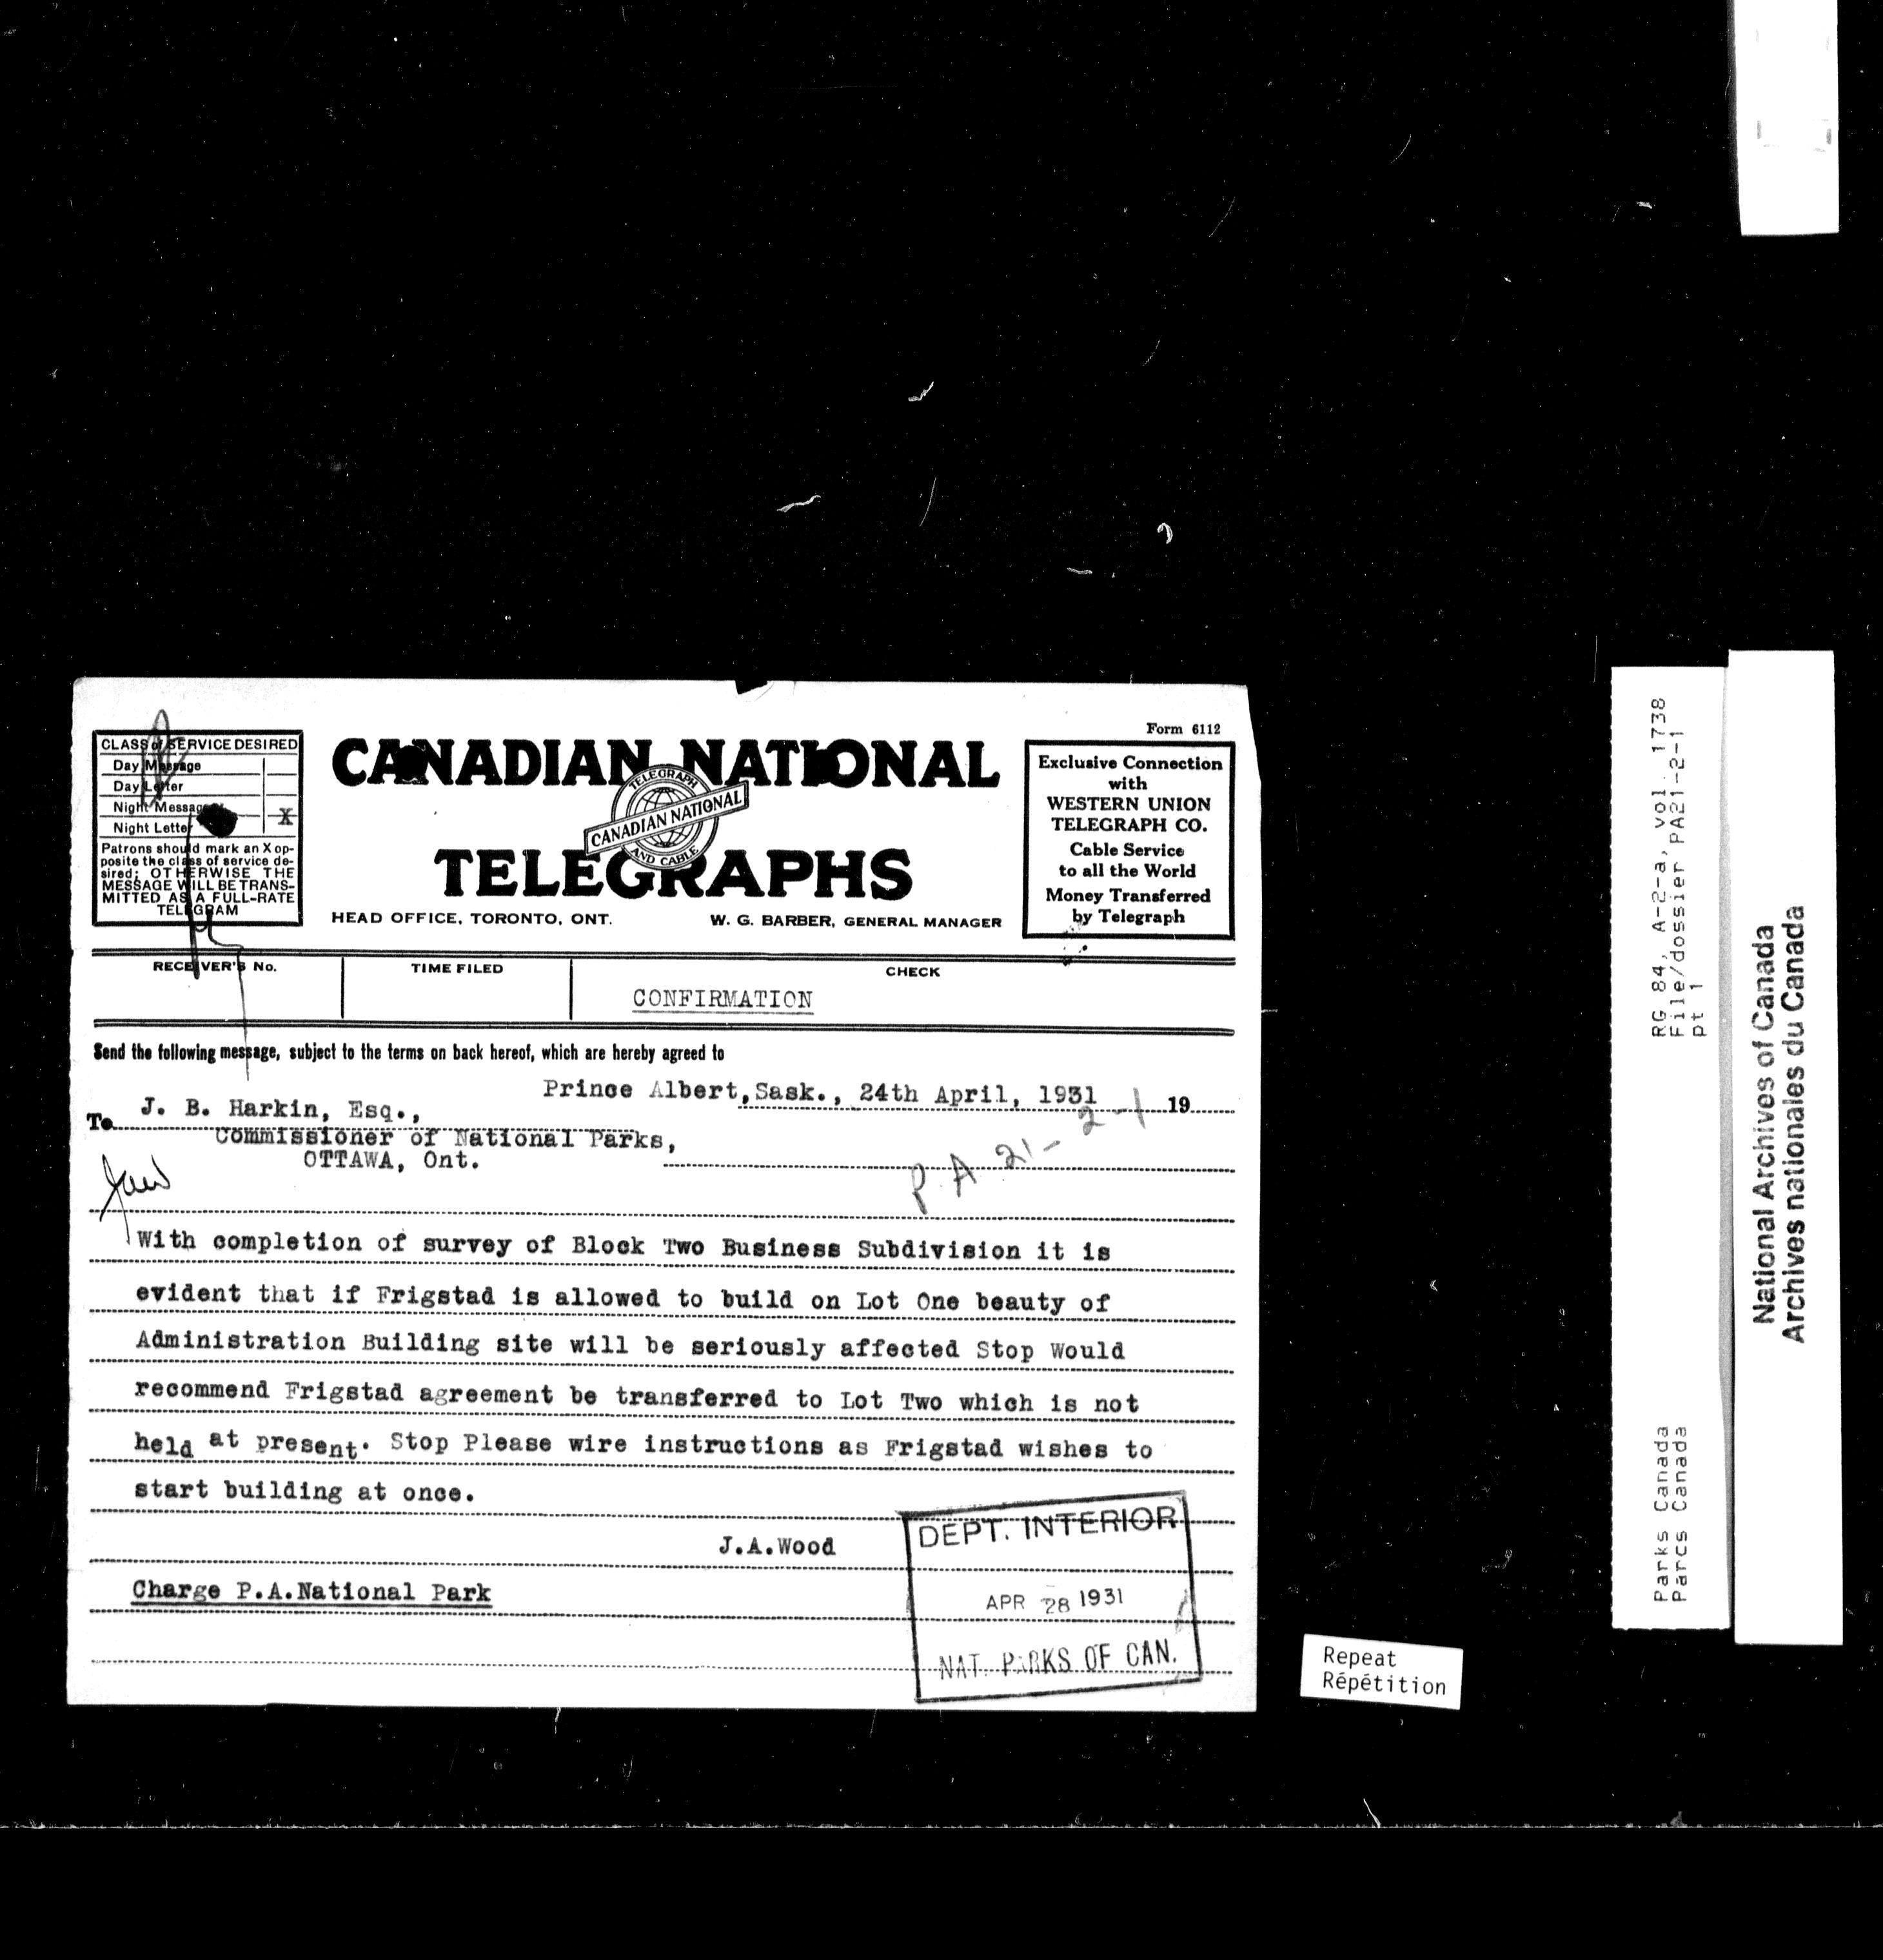 Form 6112
CLASS of SERVICE DESIRED
Day Message
Day Letter
Night Message
Night Letter
X
Patrons should mark an X op-
posite the class of service de-
sired; OTHERWISE THE
MESSAGE WILL BE TRANS-
MITTED AS A FULL-RATE
TELEGRAM
CANADIAN NATIONAL
TELEGRAPH
CANADIAN NATIONAL
AND CABLE
TELEGRAPHS
HEAD OFFICE, TORONTO, ONT. W. G. BARBER, GENERAL MANAGER
Exclusive Connection
with
WESTERN UNION
TELEGRAPH CO.
Cable Service
to all the World
Money Transferred
by Telegraph
RECEIVER'S No. TIME FILED CHECK
CONFIRMATION
Send the following message, subject to the terms on back hereof, which are hereby agreed to
Prince Albert, Sask., 24th April, 1931 19
To J. B. Harkin, Esq.,
Commissioner of National Parks,
OTTAWA, Ont.
P. A 21-2-1
With completion of survey of Block Two Business Subdivision it is
evident that if Frigstad is allowed to build on Lot One beauty of
Administration Building site will be seriously affected Stop Would
recommend Frigstad agreement be transferred to Lot Two which is not
held at present. Stop Please wire instructions as Frigstad wishes to
start building at once.
J.A.Wood
Charge P.A.National Park
DEPT. INTERIOR
APR 28 1931
NAT. PARKS OF CAN.
Repeat
Répétition
RG 84, A-2-a, vol. 1738
File/dossier PA21-2-1
pt 1
Parks Canada
Parcs Canada
National Archives of Canada
Archives nationales du Canada